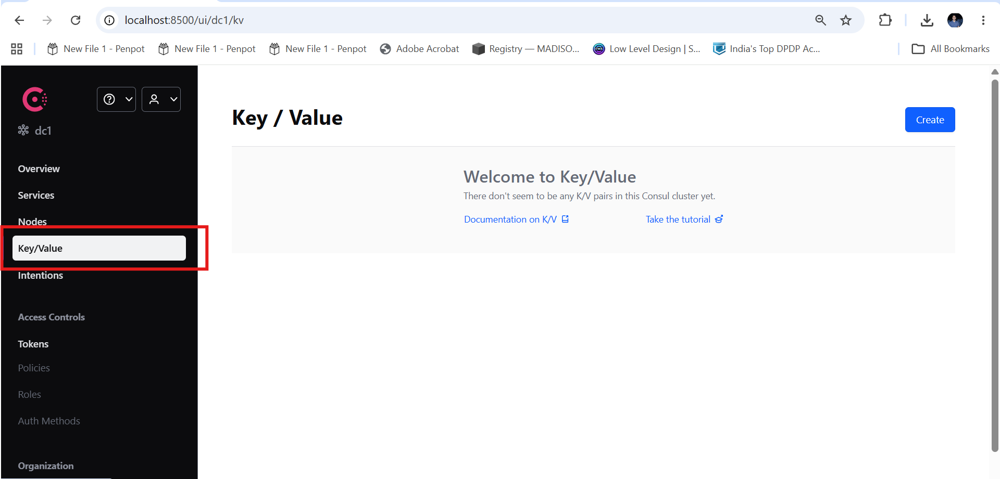 localhost:8500/ui/dc1/kv
New File 1 - Penpot New File 1 - Penpot New File 1 - Penpot Adobe Acrobat Registry — MADISO... Low Level Design | S... India's Top DPDP Ac... All Bookmarks
dc1
Overview
Services
Nodes
Key/Value
Intentions
Access Controls
Tokens
Policies
Roles
Auth Methods
Organization
Key / Value
Create
Welcome to Key/Value
There don't seem to be any K/V pairs in this Consul cluster yet.
Documentation on K/V Take the tutorial